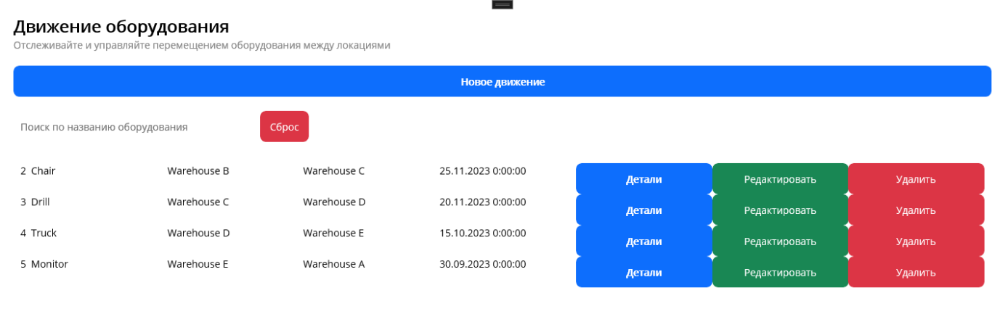 Движение оборудования
Отслеживайте и управляйте перемещением оборудования между локациями
Новое движение
Поиск по названию оборудования Сброс
2 Chair Warehouse B Warehouse C 25.11.2023 0:00:00 Детали Редактировать Удалить
3 Drill Warehouse C Warehouse D 20.11.2023 0:00:00 Детали Редактировать Удалить
4 Truck Warehouse D Warehouse E 15.10.2023 0:00:00 Детали Редактировать Удалить
5 Monitor Warehouse E Warehouse A 30.09.2023 0:00:00 Детали Редактировать Удалить